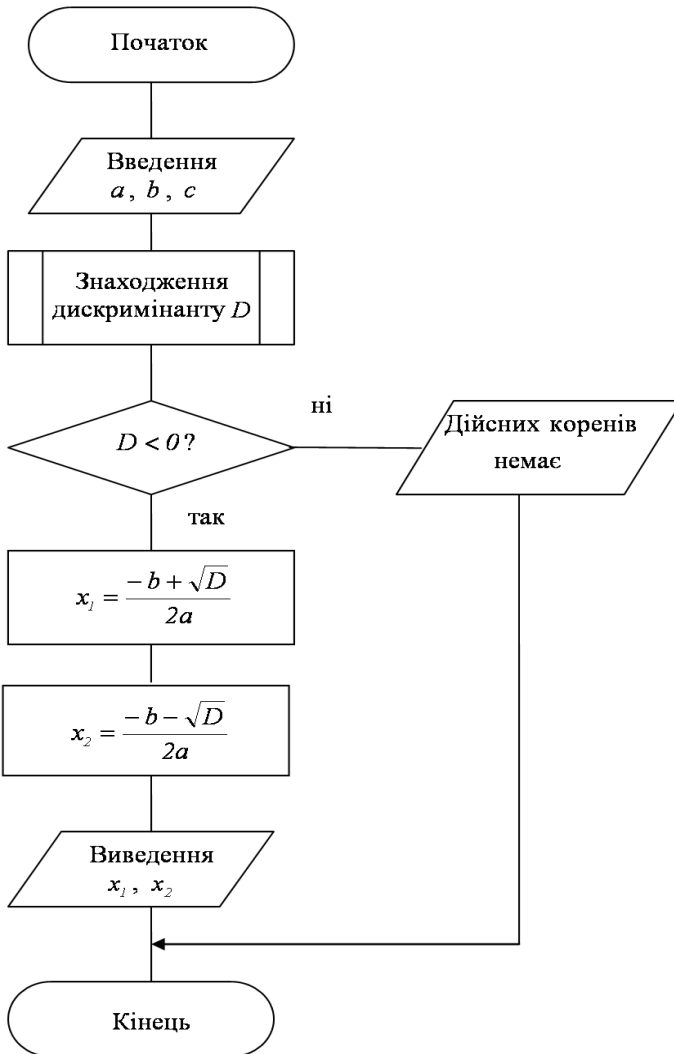 Початок
Введення
a , b , c
Знаходження
дискримінанту D
D < 0 ?
ні
Дійсних коренів
немає
так
x₁ = (−b + √D) / 2a
x₂ = (−b − √D) / 2a
Виведення
x₁ , x₂
Кінець